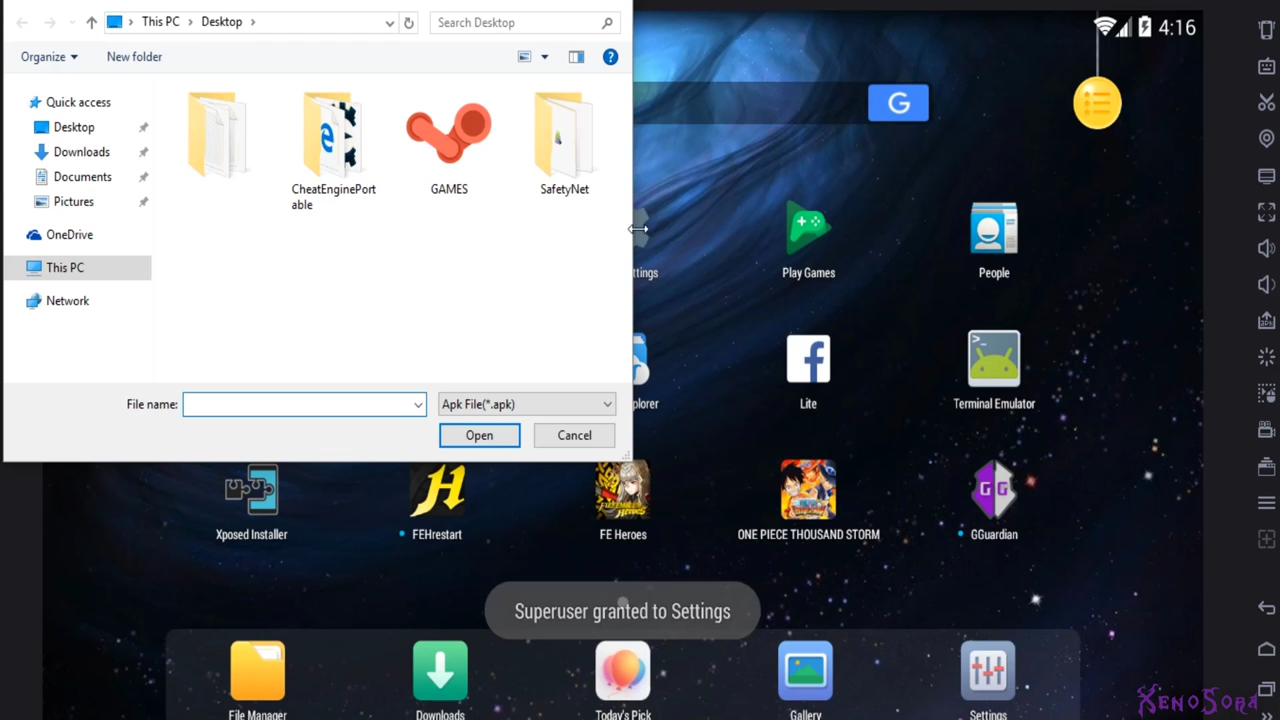 This PC
Desktop
Search Desktop
4:16
Organize
New folder
?
G
Quick access
Desktop
Downloads
Documents
Pictures
OneDrive
This PC
Network
CheatEnginePort
able
GAMES
SafetyNet
ttings
Play Games
People
File name:
Apk File(*.apk)
Open
Cancel
plorer
Lite
Terminal Emulator
Xposed Installer
FEHrestart
FE Heroes
ONE PIECE THOUSAND STORM
GG
GGuardian
Superuser granted to Settings
File Manager
Downloads
Today's Pick
Gallery
Settings
XenoSora